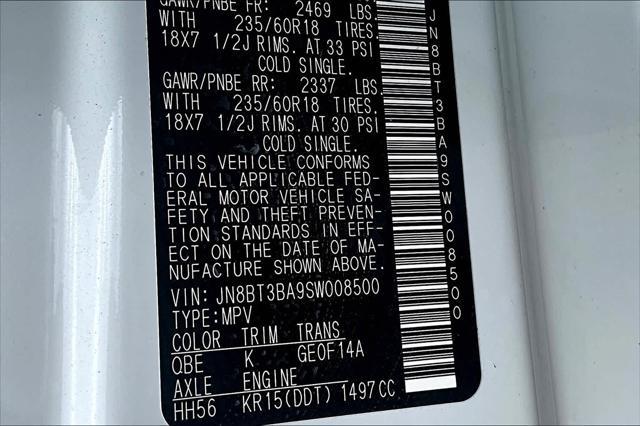 GAWR/PNBE FR: 2469 LBS.
WITH 235/60R18 TIRES.
18X7 1/2J RIMS. AT 33 PSI
COLD SINGLE.
GAWR/PNBE RR: 2337 LBS.
WITH 235/60R18 TIRES.
18X7 1/2J RIMS. AT 30 PSI
COLD SINGLE.
THIS VEHICLE CONFORMS
TO ALL APPLICABLE FED-
ERAL MOTOR VEHICLE SA-
FETY AND THEFT PREVEN-
TION STANDARDS IN EFF-
ECT ON THE DATE OF MA-
NUFACTURE SHOWN ABOVE.
VIN: JN8BT3BA9SW008500
TYPE:MPV
COLOR TRIM TRANS
QBE K GE0F14A
AXLE ENGINE
HH56 KR15(DDT) 1497CC
JN8BT3BA9SW008500